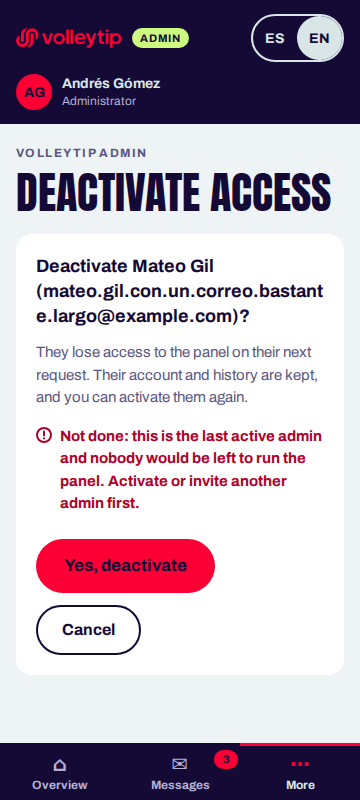 volleytip ADMIN ES EN
AG Andrés Gómez
Administrator
VOLLEYTIP ADMIN
DEACTIVATE ACCESS
Deactivate Mateo Gil
(mateo.gil.con.un.correo.bastant
e.largo@example.com)?
They lose access to the panel on their next
request. Their account and history are kept,
and you can activate them again.
Not done: this is the last active admin
and nobody would be left to run the
panel. Activate or invite another
admin first.
Yes, deactivate
Cancel
3
Overview Messages More